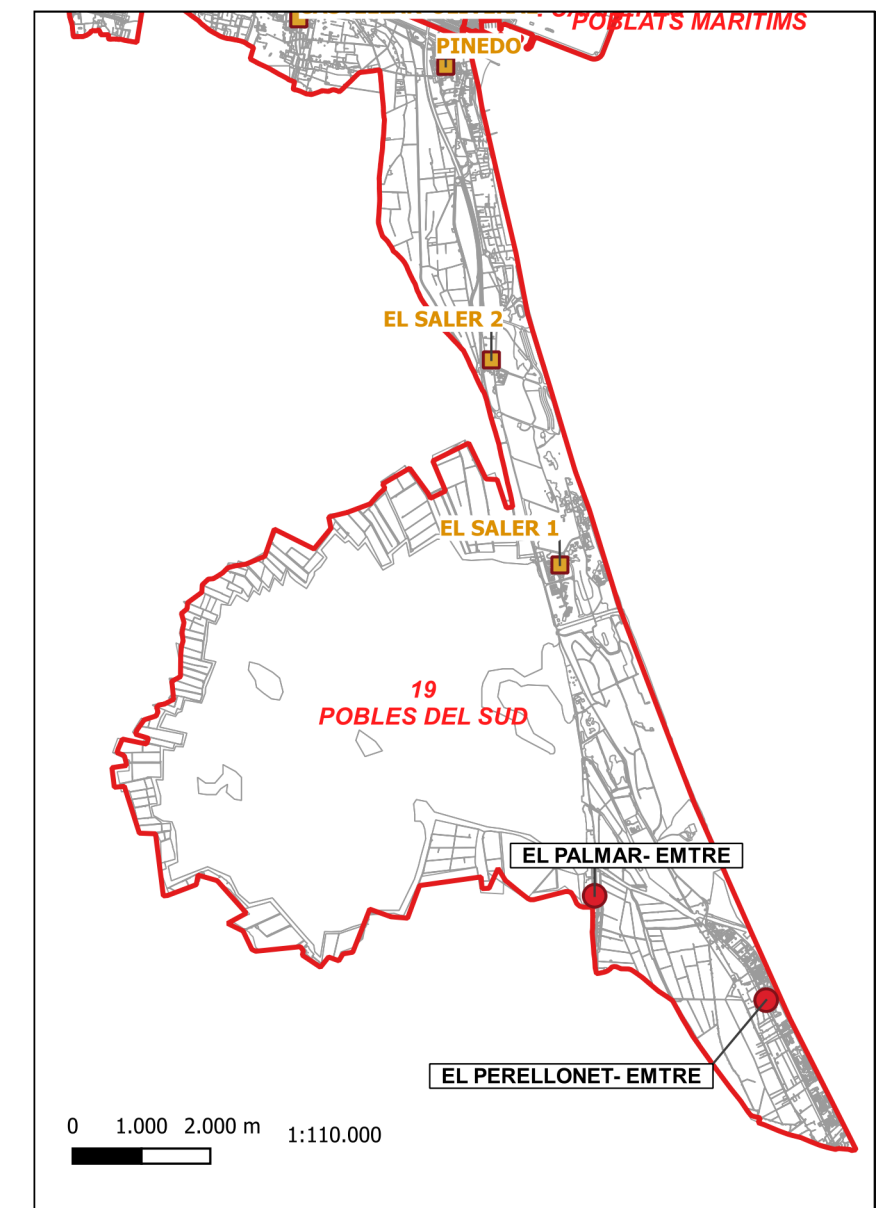 POBLATS MARITIMS
PINEDO
EL SALER 2
EL SALER 1
19
POBLES DEL SUD
EL PALMAR- EMTRE
EL PERELLONET- EMTRE
0 1.000 2.000 m
1:110.000